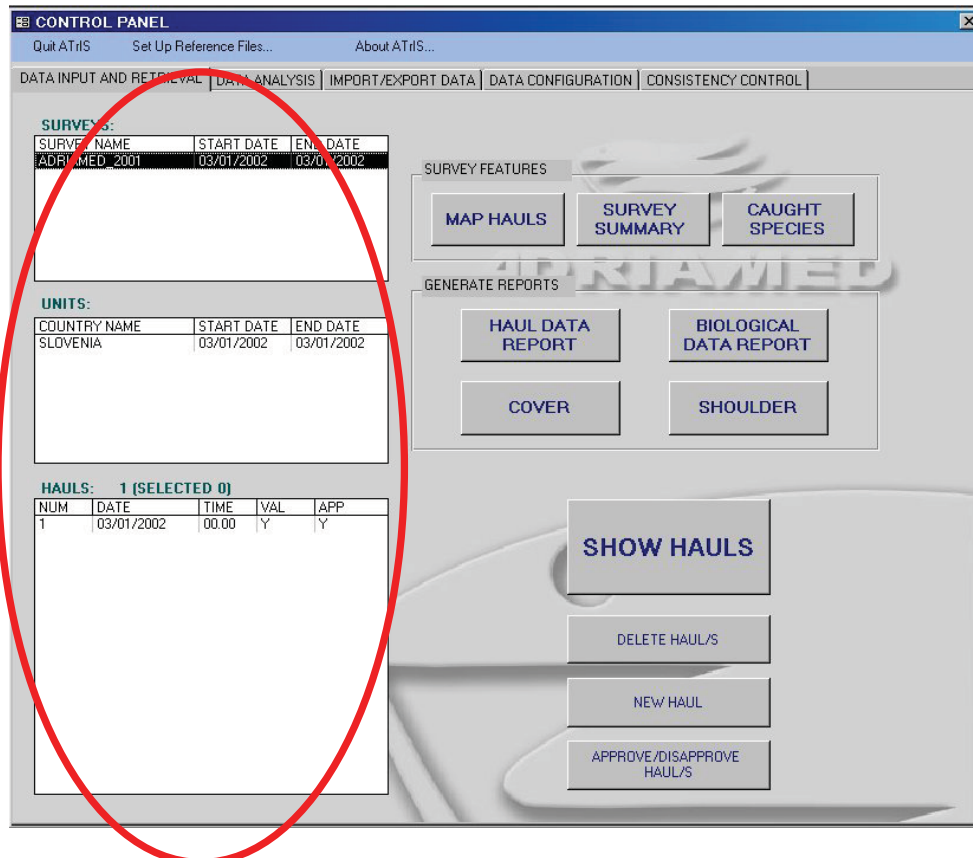 CONTROL PANEL
Quit ATrIS Set Up Reference Files... About ATrIS...
DATA INPUT AND RETRIEVAL DATA ANALYSIS IMPORT/EXPORT DATA DATA CONFIGURATION CONSISTENCY CONTROL
SURVEYS:
SURVEY NAME START DATE END DATE
ADRIAMED_2001 03/01/2002 03/01/2002
UNITS:
COUNTRY NAME START DATE END DATE
SLOVENIA 03/01/2002 03/01/2002
HAULS: 1 (SELECTED 0)
NUM DATE TIME VAL APP
1 03/01/2002 00.00 Y Y
SURVEY FEATURES
MAP HAULS
SURVEY
SUMMARY
CAUGHT
SPECIES
ADRIAMED
GENERATE REPORTS
HAUL DATA
REPORT
BIOLOGICAL
DATA REPORT
COVER
SHOULDER
SHOW HAULS
DELETE HAUL/S
NEW HAUL
APPROVE/DISAPPROVE
HAUL/S